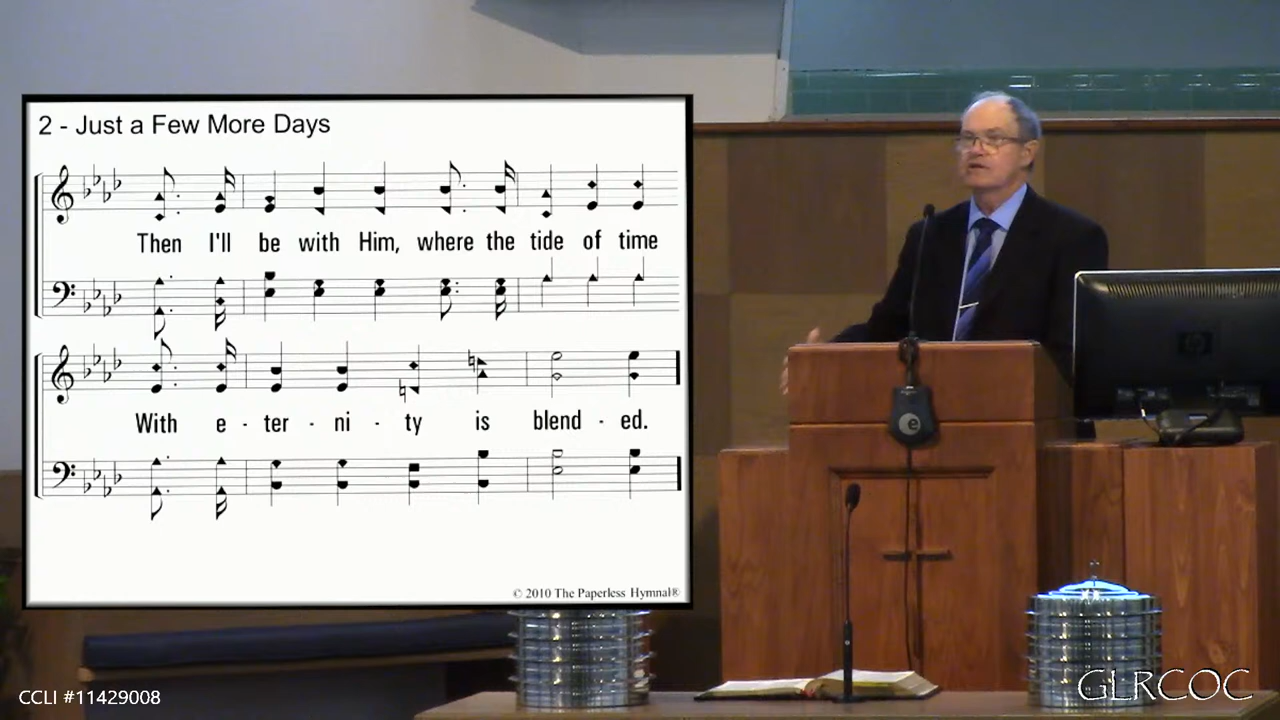 2 - Just a Few More Days
Then I'll be with Him, where the tide of time
With e - ter - ni - ty is blend - ed.
© 2010 The Paperless Hymnal®
e
CCLI #11429008
GLRCOC